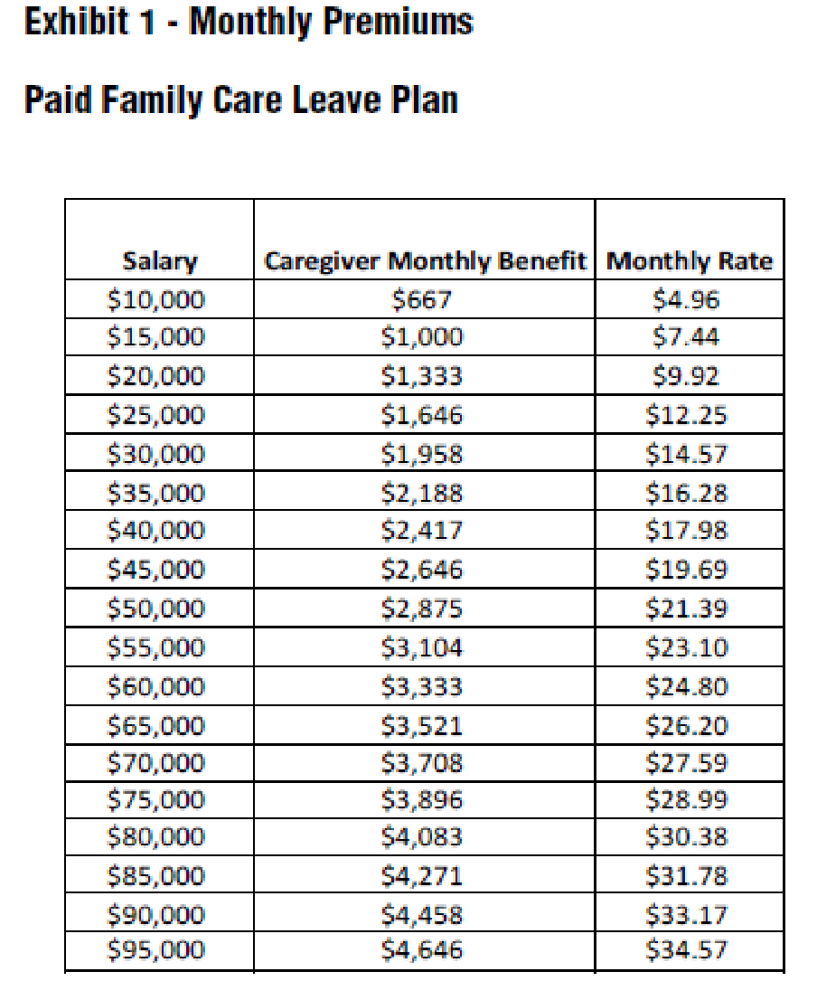 Exhibit 1 - Monthly Premiums
Paid Family Care Leave Plan
Salary Caregiver Monthly Benefit Monthly Rate
$10,000 $667 $4.96
$15,000 $1,000 $7.44
$20,000 $1,333 $9.92
$25,000 $1,646 $12.25
$30,000 $1,958 $14.57
$35,000 $2,188 $16.28
$40,000 $2,417 $17.98
$45,000 $2,646 $19.69
$50,000 $2,875 $21.39
$55,000 $3,104 $23.10
$60,000 $3,333 $24.80
$65,000 $3,521 $26.20
$70,000 $3,708 $27.59
$75,000 $3,896 $28.99
$80,000 $4,083 $30.38
$85,000 $4,271 $31.78
$90,000 $4,458 $33.17
$95,000 $4,646 $34.57